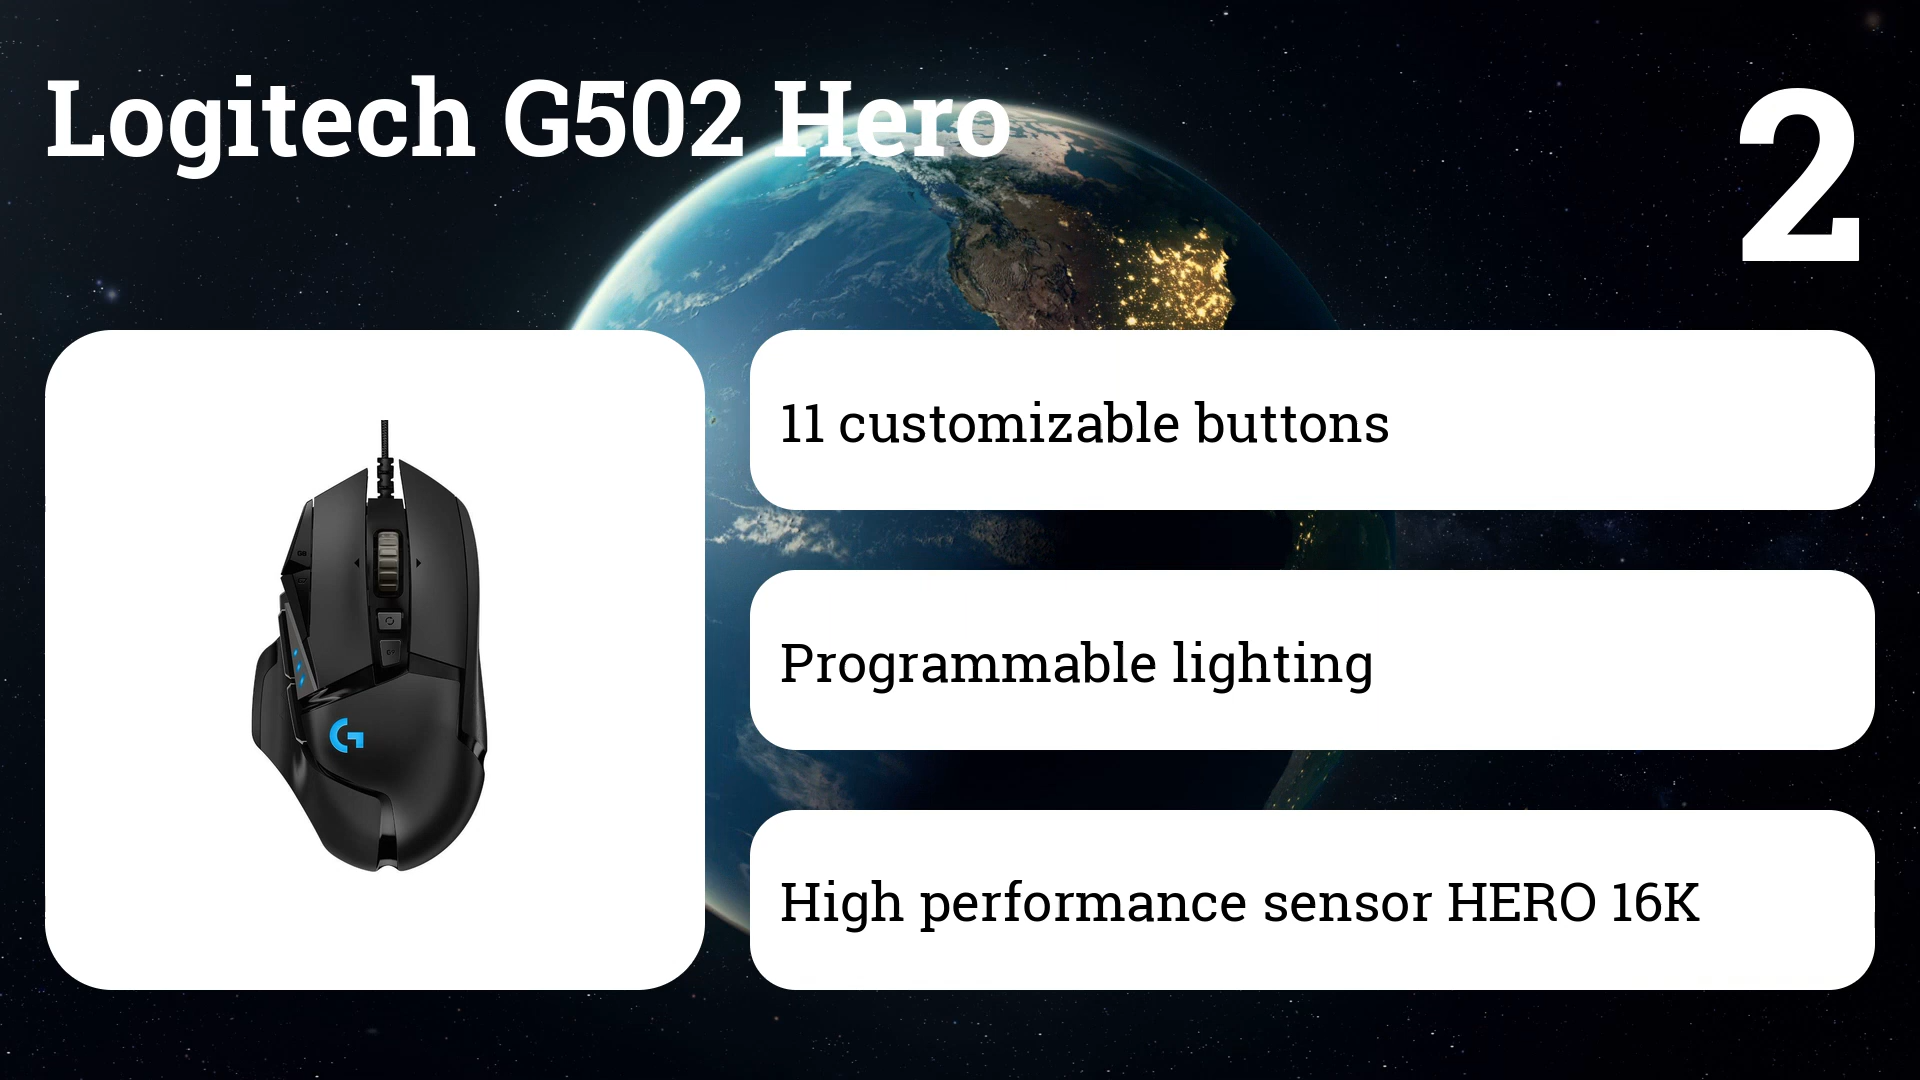 Logitech G502 Hero
2
11 customizable buttons
Programmable lighting
High performance sensor HERO 16K